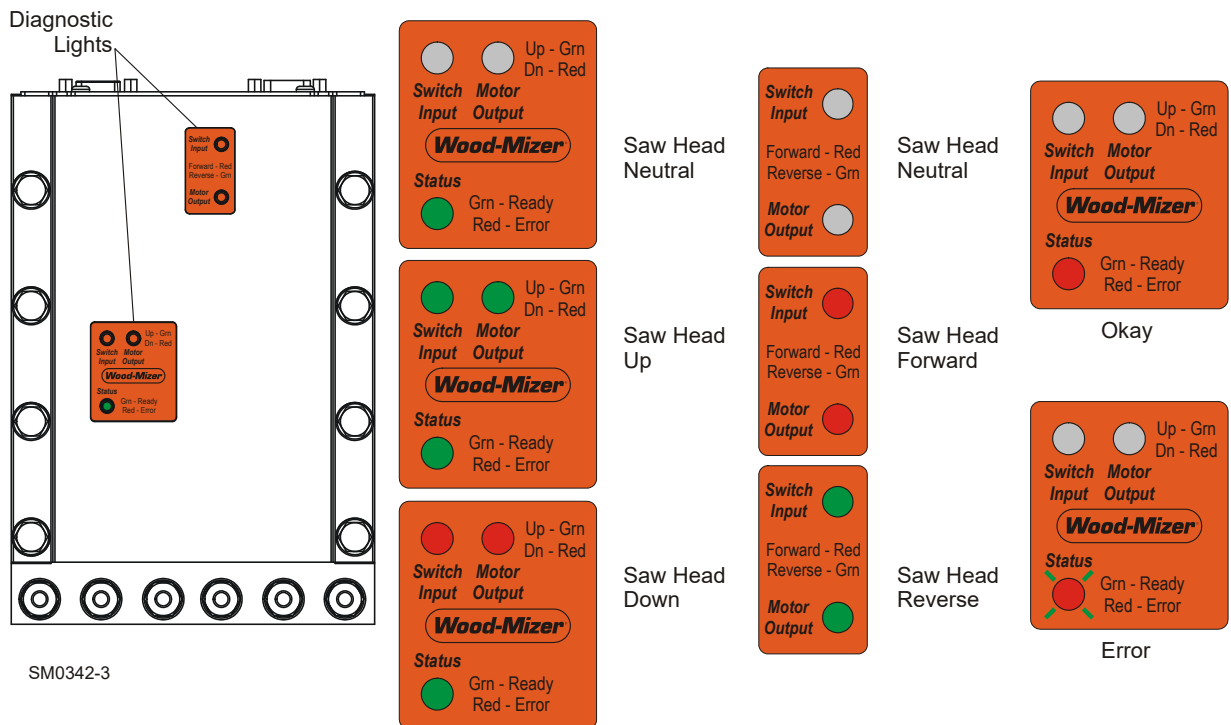 Diagnostic
Lights
Switch
Input
Forward - Red
Reverse - Grn
Motor
Output
Up - Grn
Dn - Red
Switch Motor
Input Output
Wood-Mizer
Status
Grn - Ready
Red - Error
SM0342-3
Up - Grn
Dn - Red
Switch Motor
Input Output
Wood-Mizer
Status
Grn - Ready
Red - Error
Saw Head
Neutral
Up - Grn
Dn - Red
Switch Motor
Input Output
Wood-Mizer
Status
Grn - Ready
Red - Error
Saw Head
Up
Up - Grn
Dn - Red
Switch Motor
Input Output
Wood-Mizer
Status
Grn - Ready
Red - Error
Saw Head
Down
Switch
Input
Forward - Red
Reverse - Grn
Motor
Output
Saw Head
Neutral
Switch
Input
Forward - Red
Reverse - Grn
Motor
Output
Saw Head
Forward
Switch
Input
Forward - Red
Reverse - Grn
Motor
Output
Saw Head
Reverse
Up - Grn
Dn - Red
Switch Motor
Input Output
Wood-Mizer
Status
Grn - Ready
Red - Error
Okay
Up - Grn
Dn - Red
Switch Motor
Input Output
Wood-Mizer
Status
Grn - Ready
Red - Error
Error